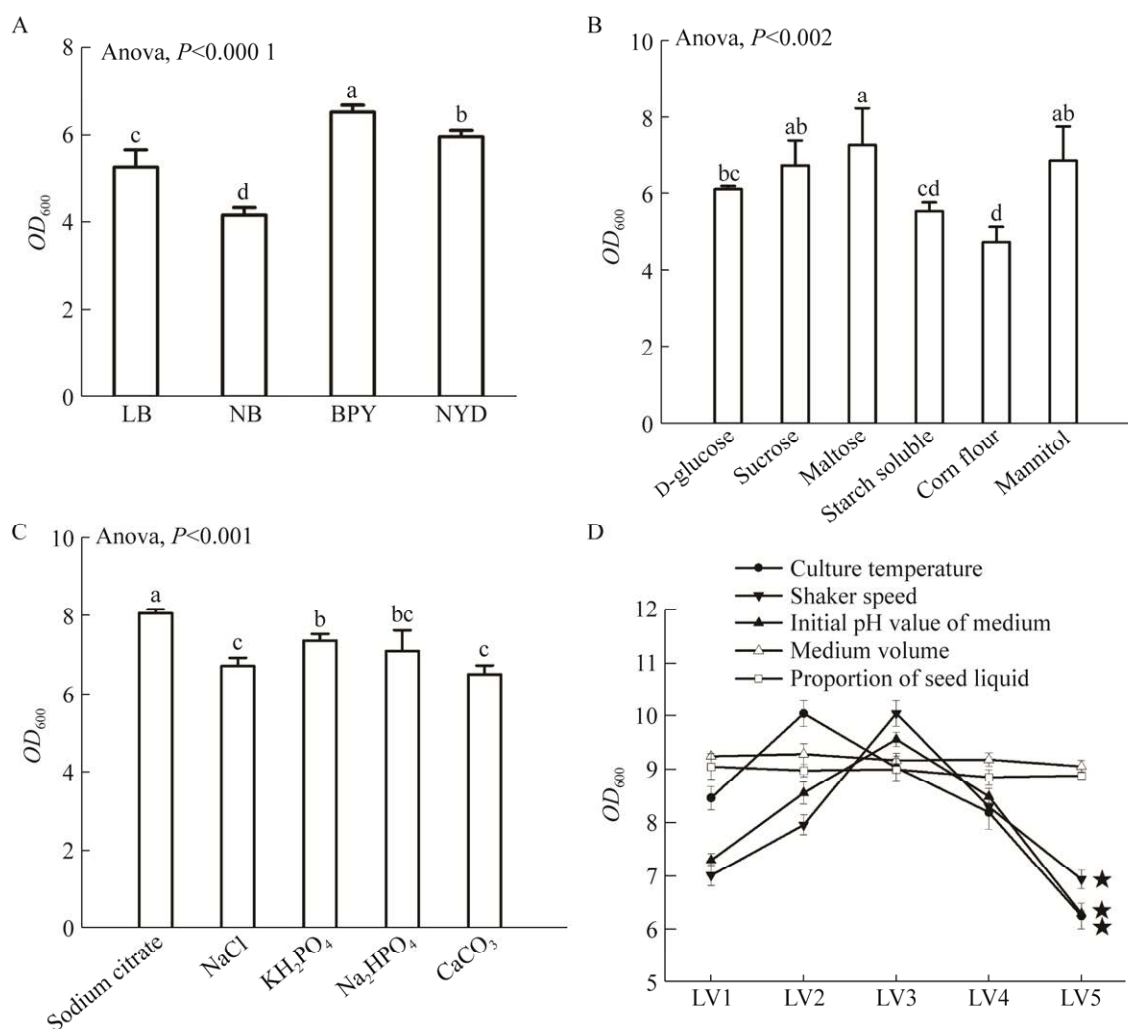 A
Anova, P<0.000 1
8
6
4
2
0
OD600
c
d
a
b
LB
NB
BPY
NYD
B
Anova, P<0.002
10
8
6
4
2
0
OD600
bc
ab
a
cd
d
ab
D-glucose
Sucrose
Maltose
Starch soluble
Corn flour
Mannitol
C
Anova, P<0.001
10
8
6
4
2
0
OD600
a
c
b
bc
c
Sodium citrate
NaCl
KH2PO4
Na2HPO4
CaCO3
D
Culture temperature
Shaker speed
Initial pH value of medium
Medium volume
Proportion of seed liquid
12
11
10
9
8
7
6
5
OD600
LV1
LV2
LV3
LV4
LV5